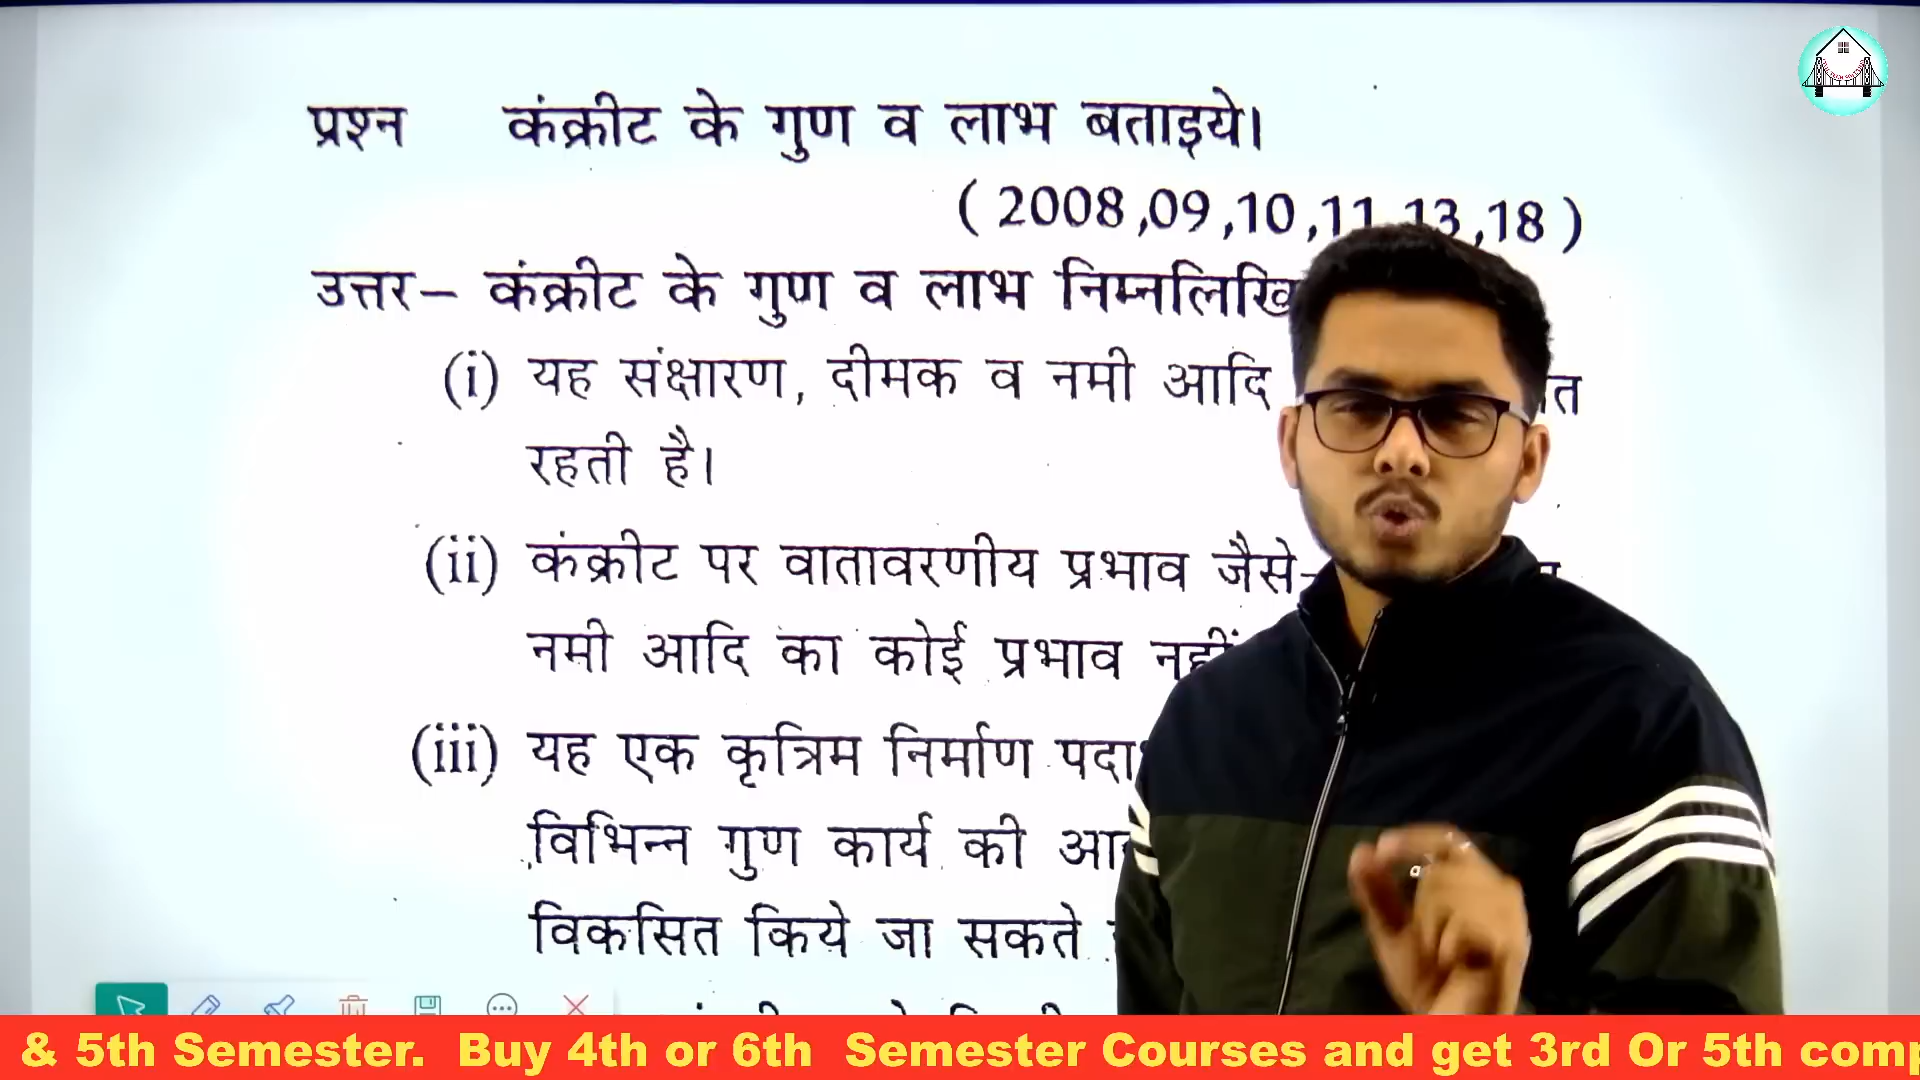 प्रश्न कंक्रीट के गुण व लाभ बताइये।
( 2008 ,09 ,10 ,11 13 ,18 )
उत्तर – कंक्रीट के गुण व लाभ
(i) यह संक्षारण, दीमक व नमी आदि
रहती है।
(ii) कंक्रीट पर वातावरणीय प्रभाव जैसे-
नमी आदि का कोई प्रभाव नहीं
(iii) यह एक कृत्रिम निर्माण
विभिन्न गुण कार्य की
विकसित किये जा सकते
& 5th Semester. Buy 4th or 6th Semester Courses and get 3rd Or 5th